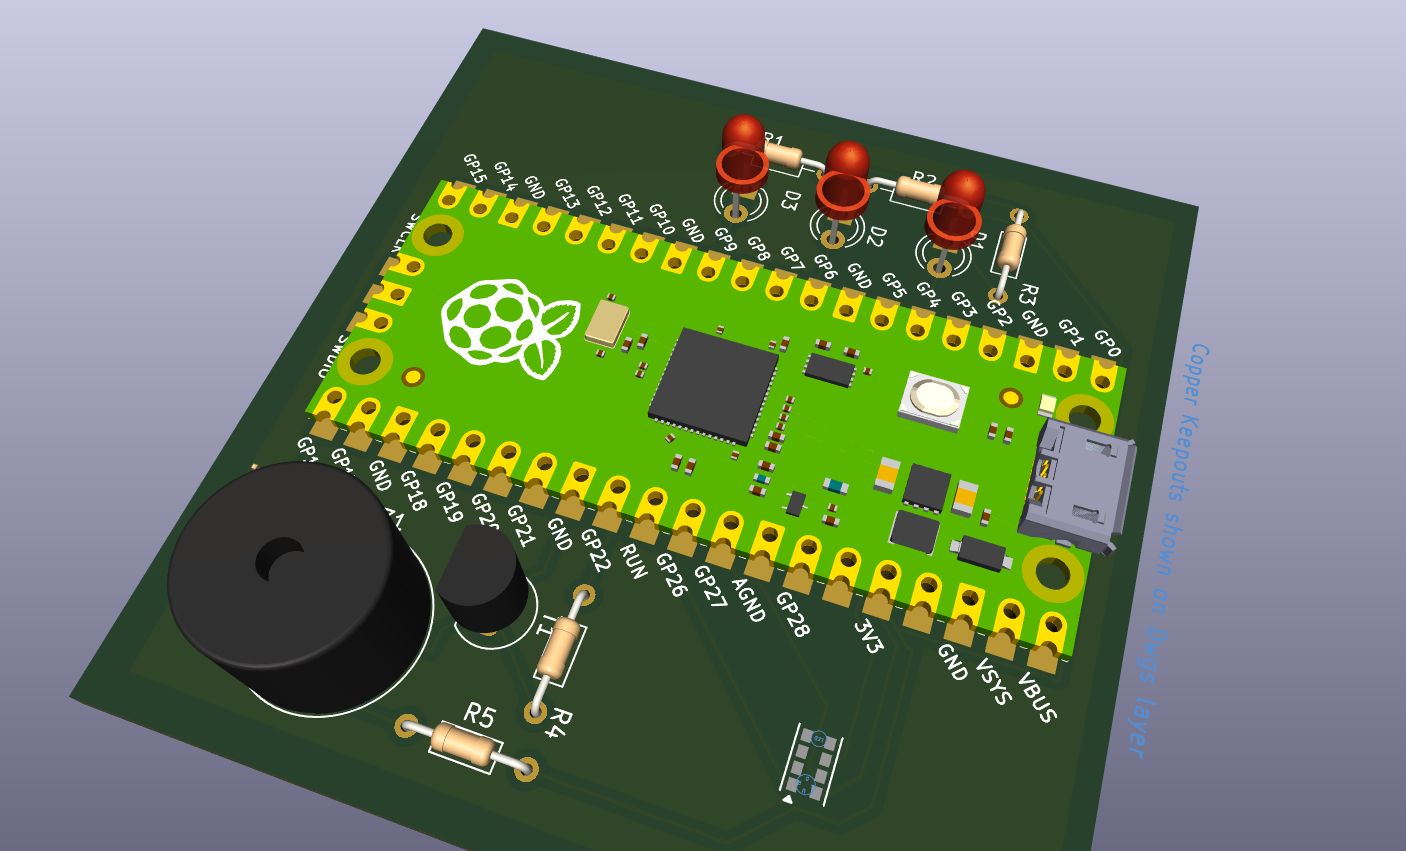 R1
R2
D3
D2
R3
GP15
GP14
GND
GP13
GP12
GP11
GP10
GND
GP9
GP8
GP7
GP6
GND
GP5
GP4
GP3
GP2
GND
GP1
GP0
GND
GP18
GP19
GP21
GND
GP22
RUN
GP26
GP27
AGND
GP28
3V3
GND
VSYS
VBUS
R4
R5
Copper Keepouts shown on Dwgs layer